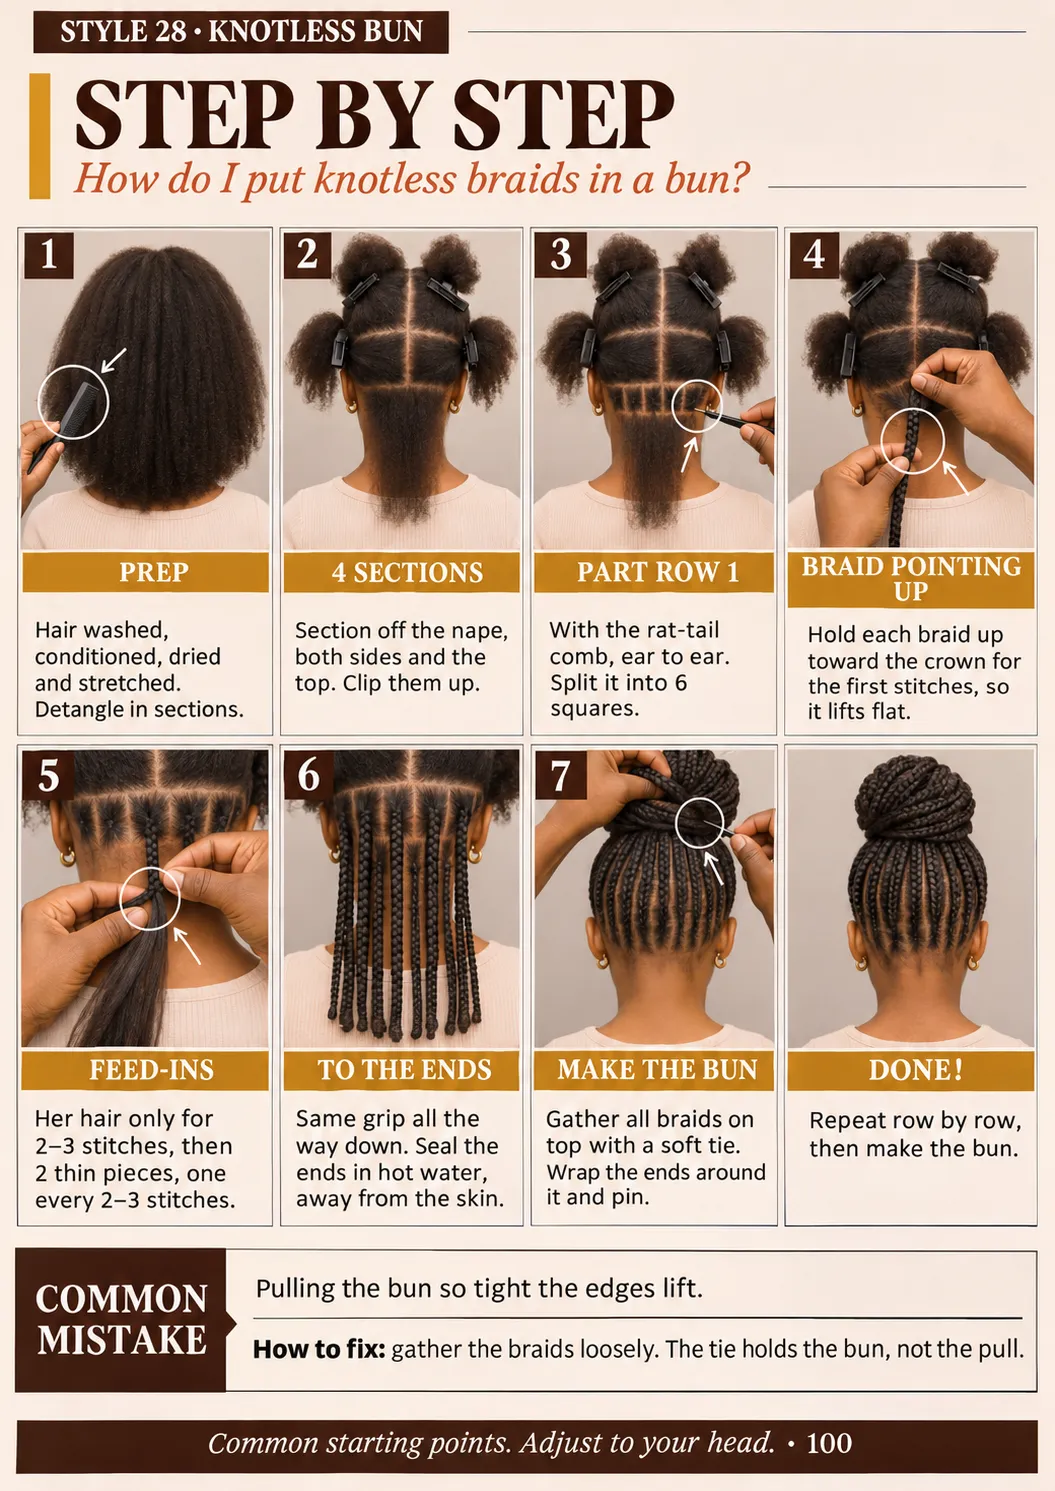 STYLE 28 • KNOTLESS BUN
STEP BY STEP
How do I put knotless braids in a bun?
1
PREP
Hair washed,
conditioned, dried
and stretched.
Detangle in sections.
2
4 SECTIONS
Section off the nape,
both sides and the
top. Clip them up.
3
PART ROW 1
With the rat-tail
comb, ear to ear.
Split it into 6
squares.
4
BRAID POINTING
UP
Hold each braid up
toward the crown for
the first stitches, so
it lifts flat.
5
FEED-INS
Her hair only for
2–3 stitches, then
2 thin pieces, one
every 2–3 stitches.
6
TO THE ENDS
Same grip all the
way down. Seal the
ends in hot water,
away from the skin.
7
MAKE THE BUN
Gather all braids on
top with a soft tie.
Wrap the ends around
it and pin.
DONE!
Repeat row by row,
then make the bun.
COMMON
MISTAKE
Pulling the bun so tight the edges lift.
How to fix: gather the braids loosely. The tie holds the bun, not the pull.
Common starting points. Adjust to your head. • 100